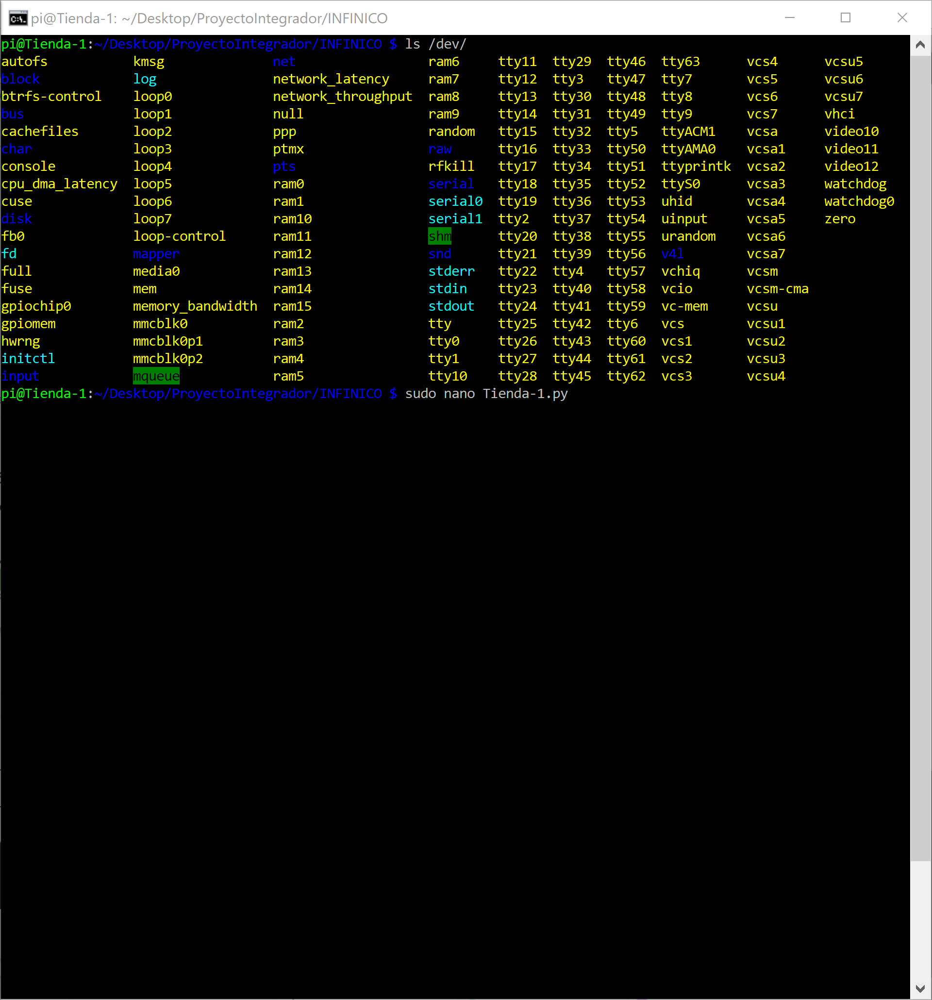 pi@Tienda-1: ~/Desktop/ProyectoIntegrador/INFINICO
pi@Tienda-1:~/Desktop/ProyectoIntegrador/INFINICO $ ls /dev/
autofs kmsg net ram6 tty11 tty29 tty46 tty63 vcs4 vcsu5
block log network_latency ram7 tty12 tty3 tty47 tty7 vcs5 vcsu6
btrfs-control loop0 network_throughput ram8 tty13 tty30 tty48 tty8 vcs6 vcsu7
bus loop1 null ram9 tty14 tty31 tty49 tty9 vcs7 vhci
cachefiles loop2 ppp random tty15 tty32 tty5 ttyACM1 vcsa video10
char loop3 ptmx raw tty16 tty33 tty50 ttyAMA0 vcsa1 video11
console loop4 pts rfkill tty17 tty34 tty51 ttyprintk vcsa2 video12
cpu_dma_latency loop5 ram0 serial tty18 tty35 tty52 ttyS0 vcsa3 watchdog
cuse loop6 ram1 serial0 tty19 tty36 tty53 uhid vcsa4 watchdog0
disk loop7 ram10 serial1 tty2 tty37 tty54 uinput vcsa5 zero
fb0 loop-control ram11 shm tty20 tty38 tty55 urandom vcsa6
fd mapper ram12 snd tty21 tty39 tty56 v4l vcsa7
full media0 ram13 stderr tty22 tty4 tty57 vchiq vcsm
fuse mem ram14 stdin tty23 tty40 tty58 vcio vcsm-cma
gpiochip0 memory_bandwidth ram15 stdout tty24 tty41 tty59 vc-mem vcsu
gpiomem mmcblk0 ram2 tty tty25 tty42 tty6 vcs vcsu1
hwrng mmcblk0p1 ram3 tty0 tty26 tty43 tty60 vcs1 vcsu2
initctl mmcblk0p2 ram4 tty1 tty27 tty44 tty61 vcs2 vcsu3
input mqueue ram5 tty10 tty28 tty45 tty62 vcs3 vcsu4
pi@Tienda-1:~/Desktop/ProyectoIntegrador/INFINICO $ sudo nano Tienda-1.py